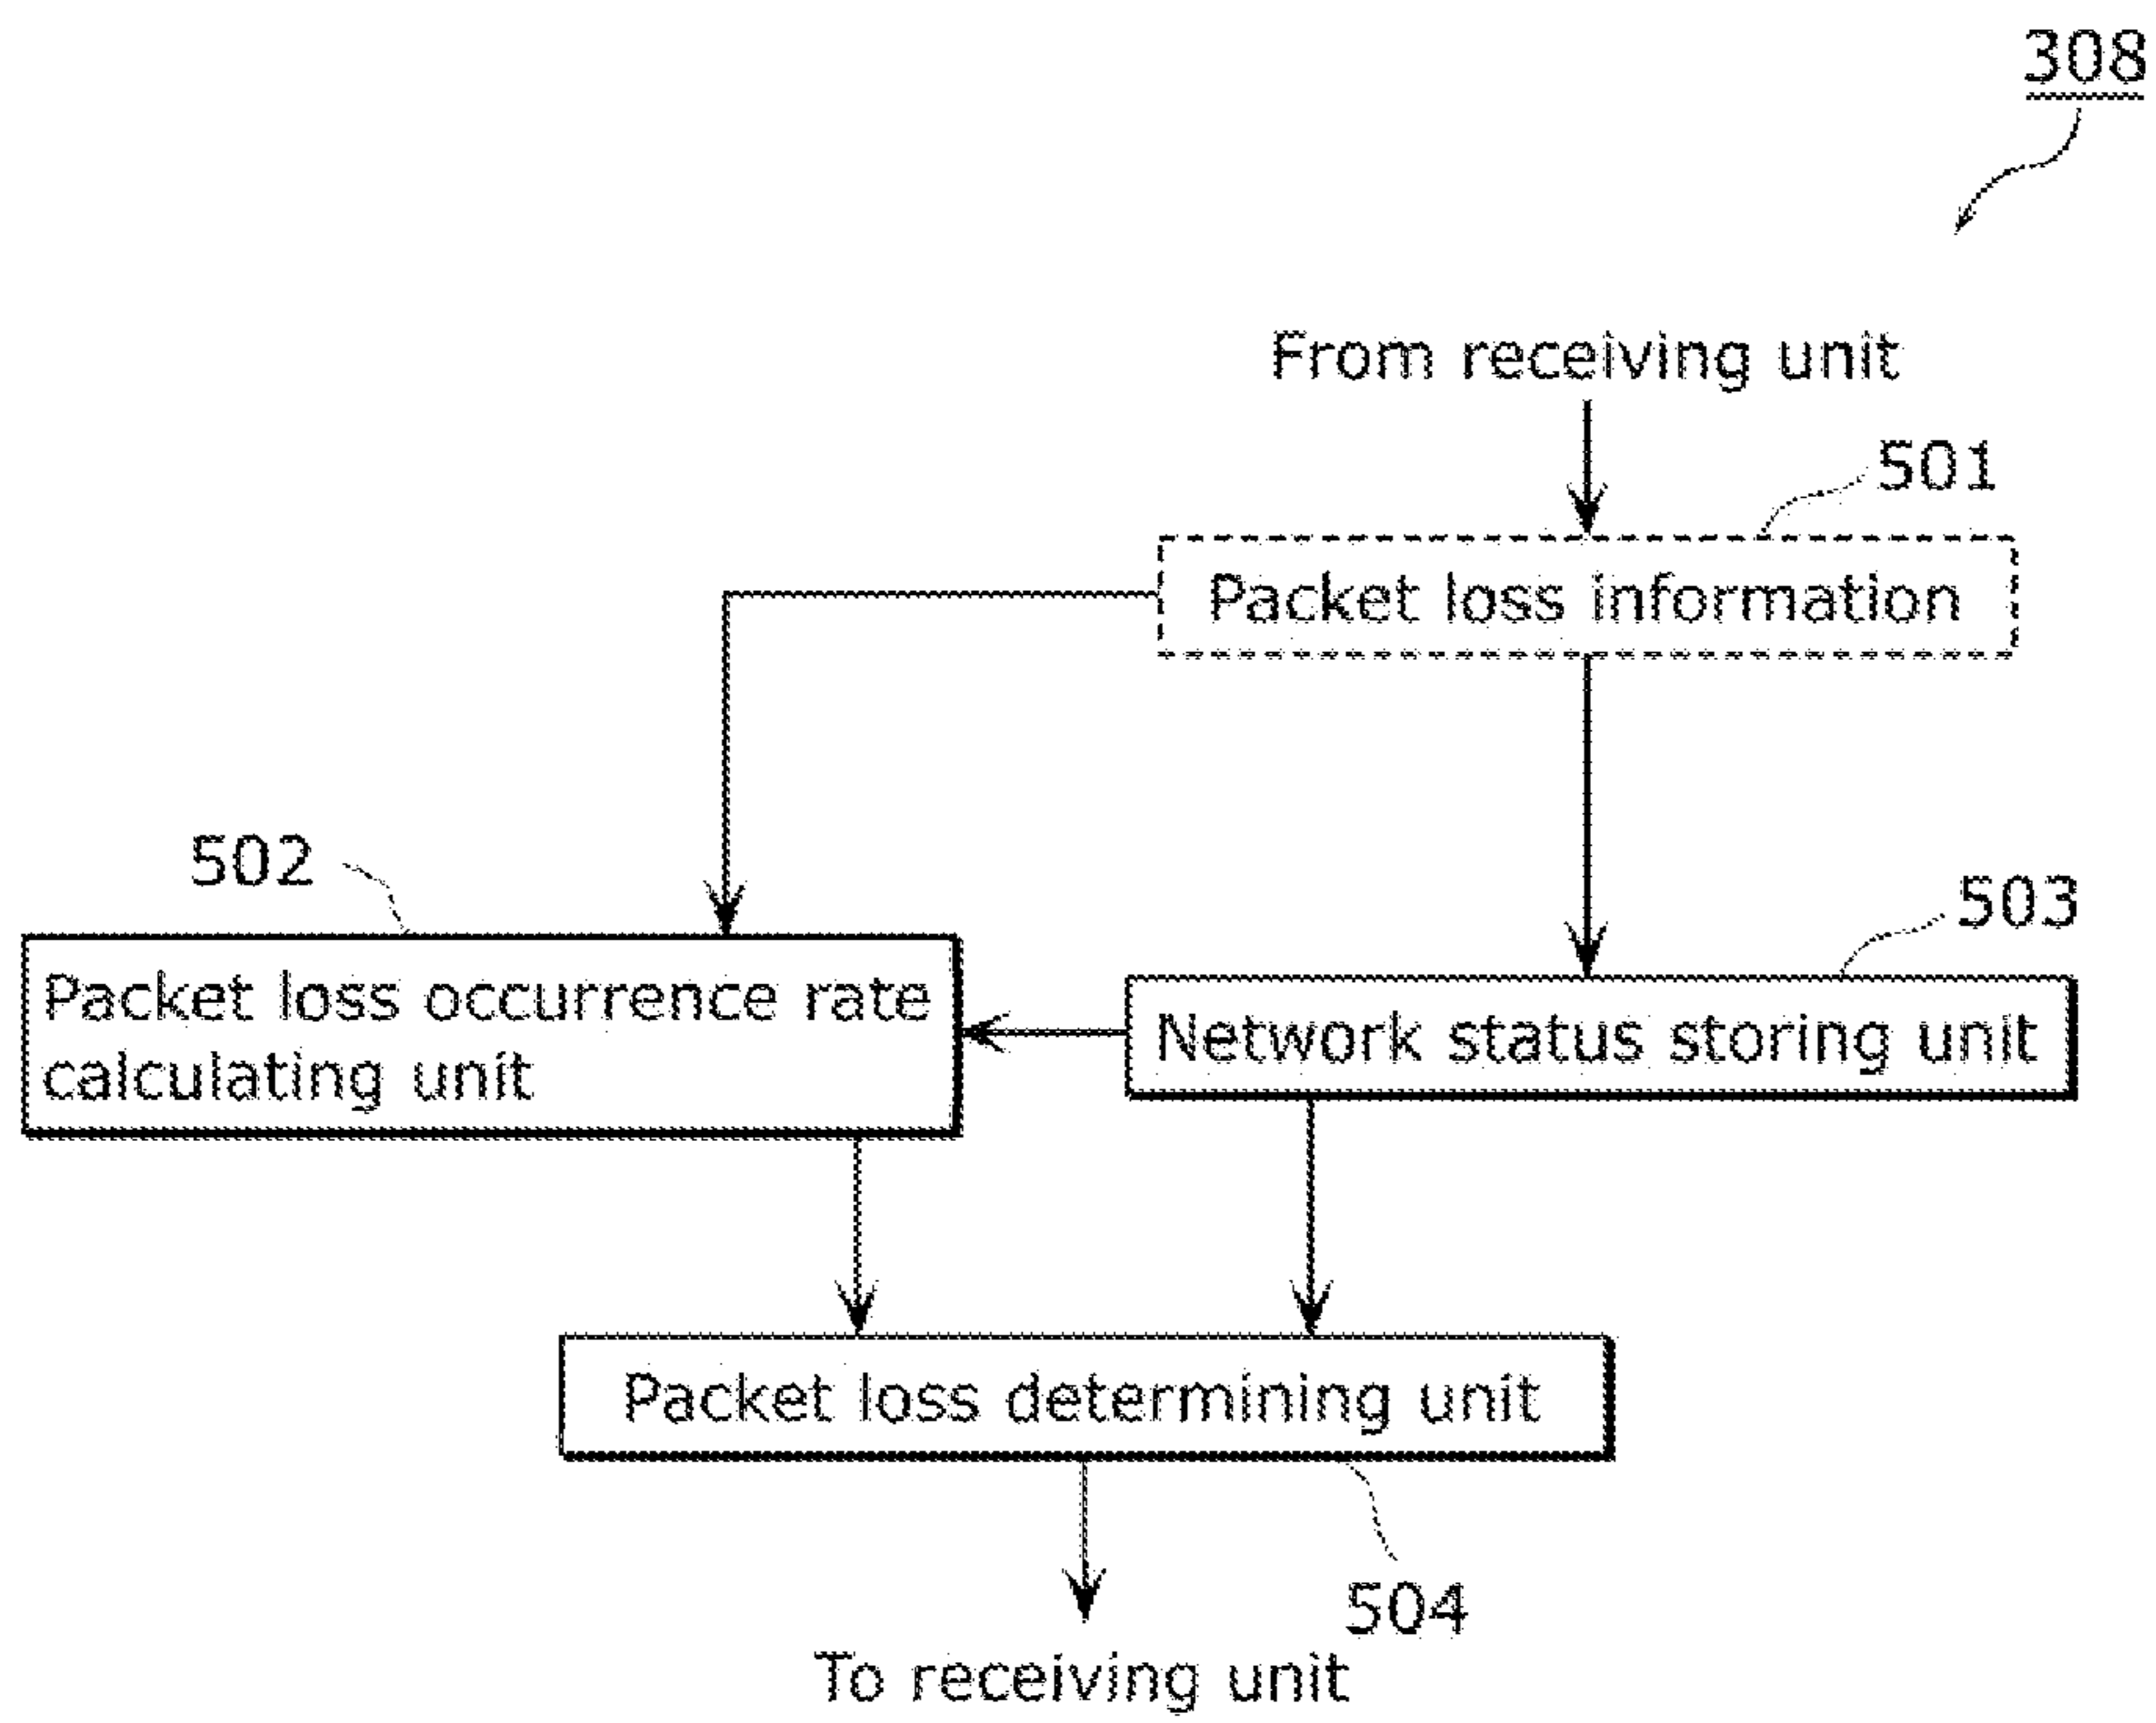 308
From receiving unit
501
Packet loss information
502
503
Packet loss occurrence rate
calculating unit
Network status storing unit
Packet loss determining unit
504
To receiving unit